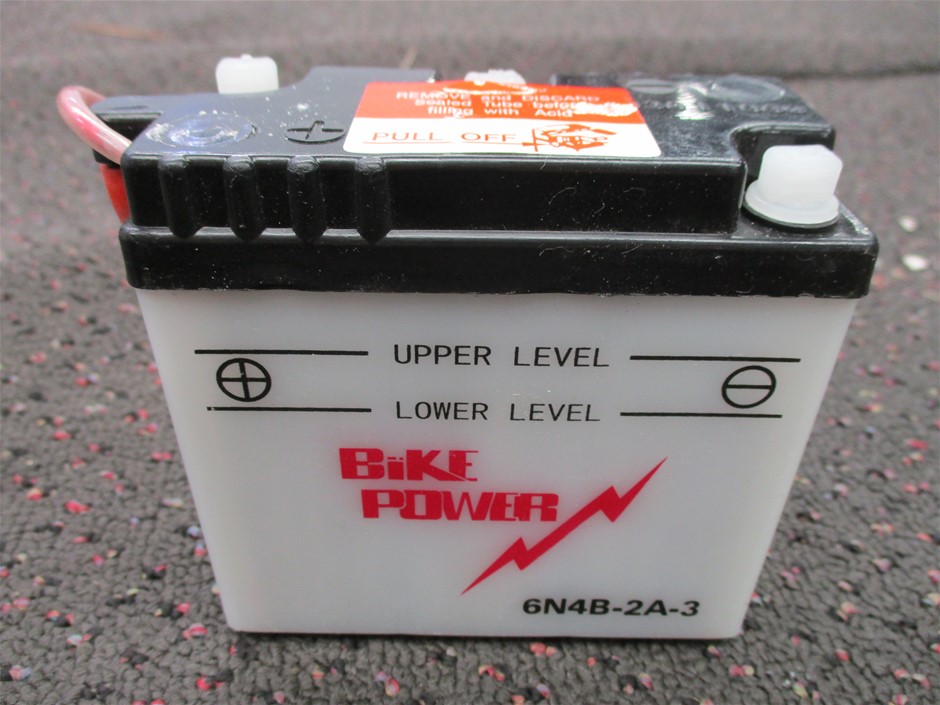 REMOVE and DISCARD
Sealed Tube before
filling with Acid
PULL OFF
UPPER LEVEL
LOWER LEVEL
BiKE
POWER
6N4B-2A-3